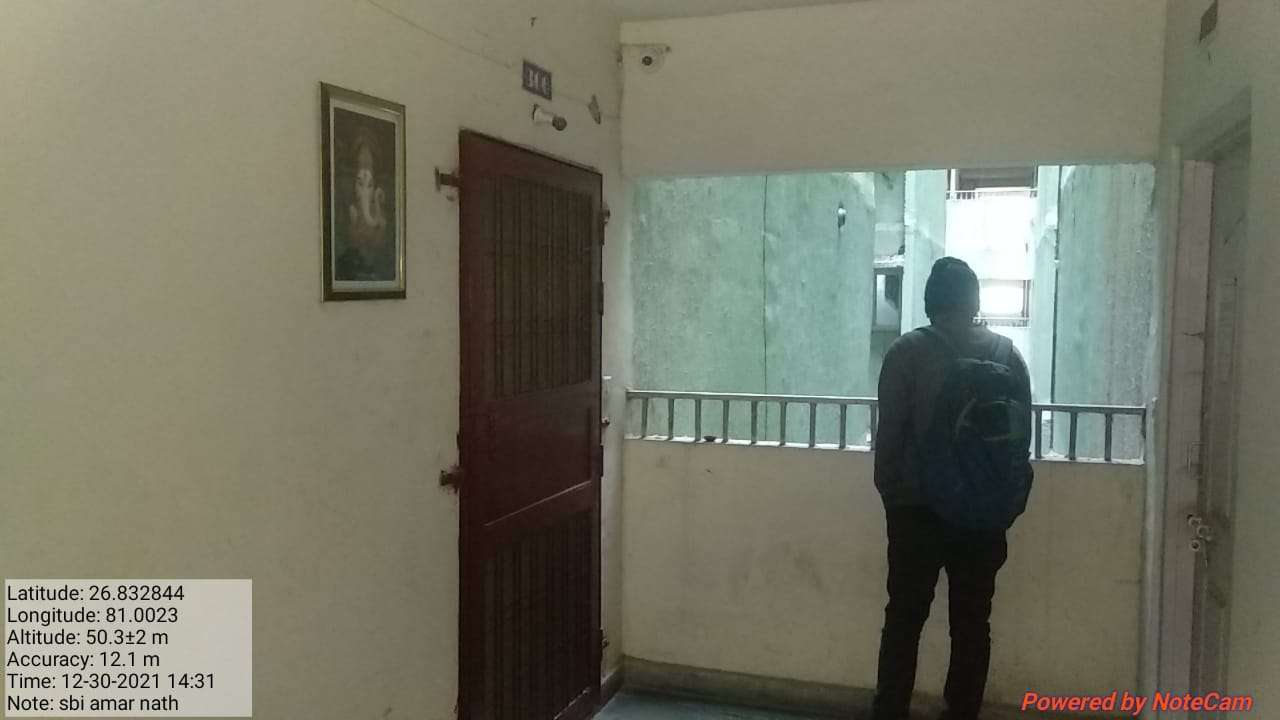 Latitude: 26.832844
Longitude: 81.0023
Altitude: 50.3±2 m
Accuracy: 12.1 m
Time: 12-30-2021 14:31
Note: sbi amar nath
Powered by NoteCam